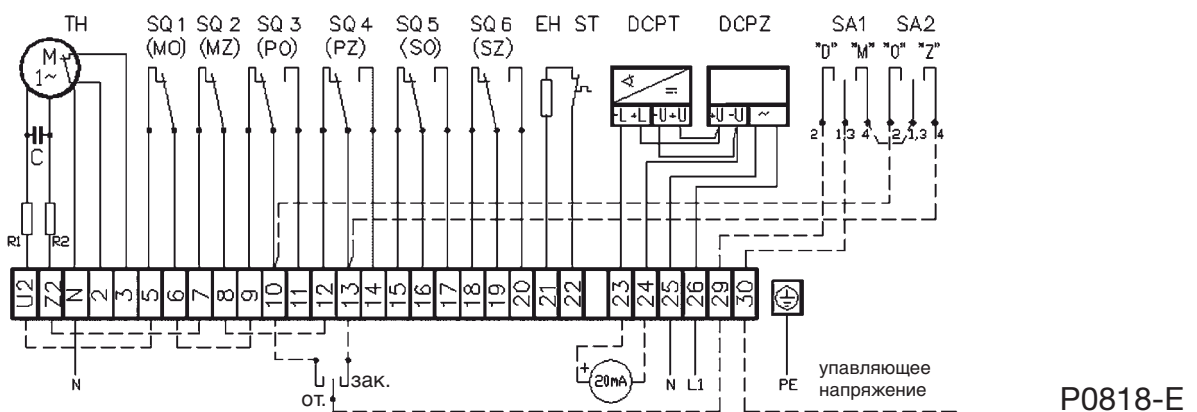 TH SQ 1 SQ 2 SQ 3 SQ 4 SQ 5 SQ 6 EH ST DCPT DCPZ SA1 SA2
(MO) (MZ) (PO) (PZ) (SO) (SZ) "D" "M" "O" "Z"
M
1~
-L +L -U +U +U -U ~
2 1,3 4 2 1,3 4
C
R1 R2
U2 Z2 N 2 3 5 6 7 8 9 10 11 12 13 14 15 16 17 18 19 20 21 22 23 24 25 26 29 30
N от. зак. + 20mA - N L1 PE упавляющее
напряжение
P0818-E